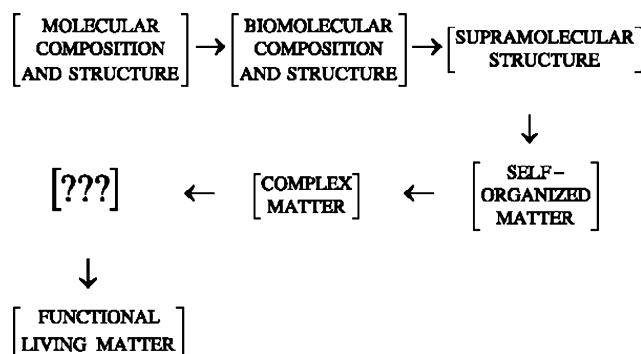 MOLECULAR
COMPOSITION
AND STRUCTURE
BIOMOLECULAR
COMPOSITION
AND STRUCTURE
SUPRAMOLECULAR
STRUCTURE
SELF-
ORGANIZED
MATTER
COMPLEX
MATTER
[???]
FUNCTIONAL
LIVING MATTER